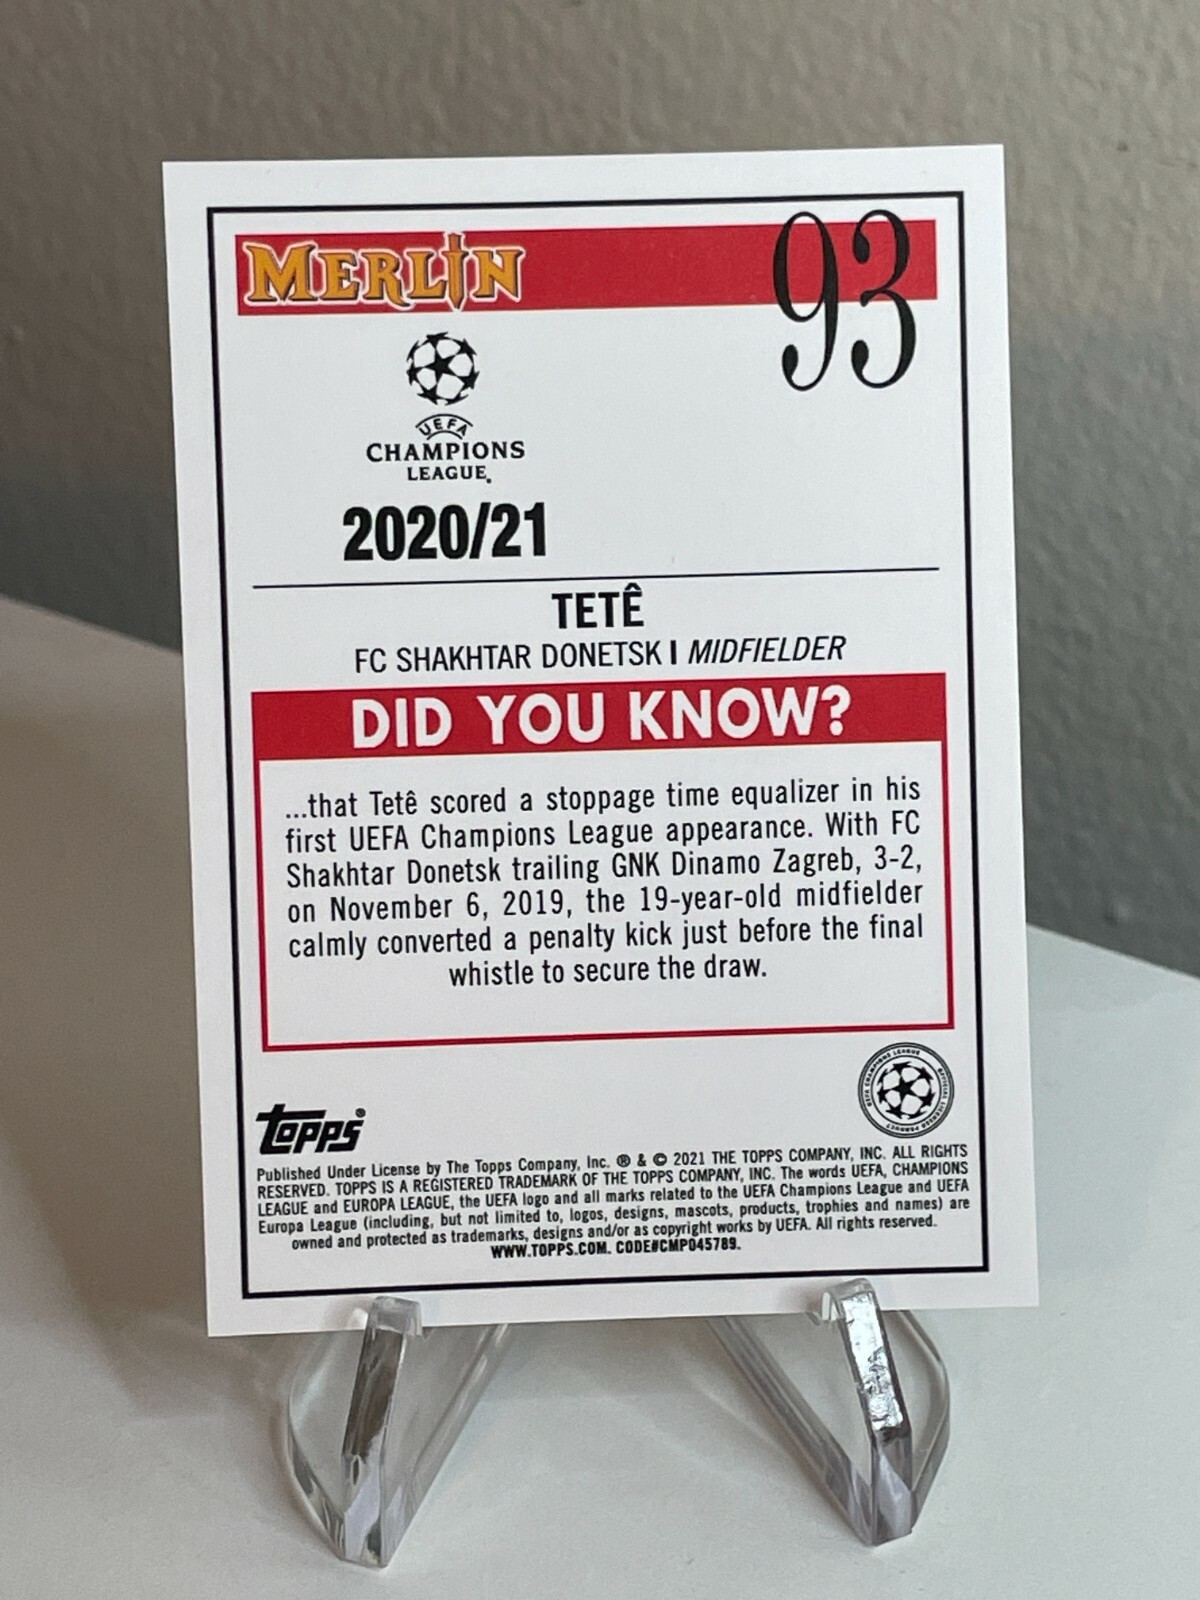 MERLIN
93
UEFA
CHAMPIONS
LEAGUE.
2020/21
TETÊ
FC SHAKHTAR DONETSK | MIDFIELDER
DID YOU KNOW?
...that Tetê scored a stoppage time equalizer in his
first UEFA Champions League appearance. With FC
Shakhtar Donetsk trailing GNK Dinamo Zagreb, 3-2,
on November 6, 2019, the 19-year-old midfielder
calmly converted a penalty kick just before the final
whistle to secure the draw.
UEFA CHAMPIONS LEAGUE OFFICIAL LICENSED PRODUCT
Topps®
Published Under License by The Topps Company, Inc. ® & © 2021 THE TOPPS COMPANY, INC. ALL RIGHTS
RESERVED. TOPPS IS A REGISTERED TRADEMARK OF THE TOPPS COMPANY, INC. The words UEFA, CHAMPIONS
LEAGUE and EUROPA LEAGUE, the UEFA logo and all marks related to the UEFA Champions League and UEFA
Europa League (including, but not limited to, logos, designs, mascots, products, trophies and names) are
owned and protected as trademarks, designs and/or as copyright works by UEFA. All rights reserved.
WWW.TOPPS.COM. CODE#CMP045789.